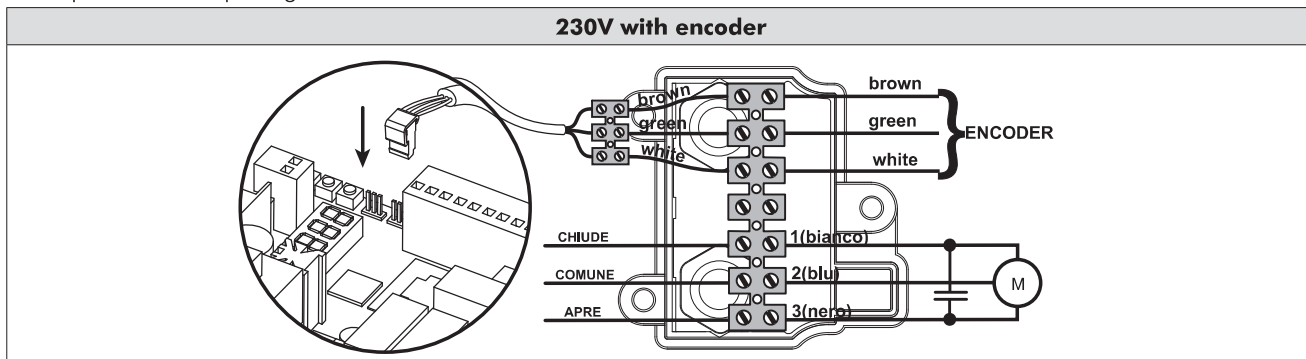 230V with encoder
brown
green
white
brown
green
white
ENCODER
CHIUDE
COMUNE
APRE
1(bianco)
2(blu)
3(nero)
M